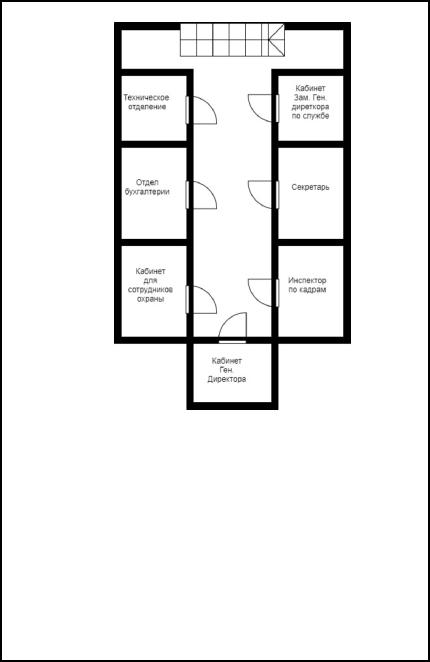 Техническое
отделение
Кабинет
Зам. Ген.
диреткора
по службе
Отдел
бухгалтерии
Секретарь
Кабинет
для
сотрудников
охраны
Инспектор
по кадрам
Кабинет
Ген.
Директора